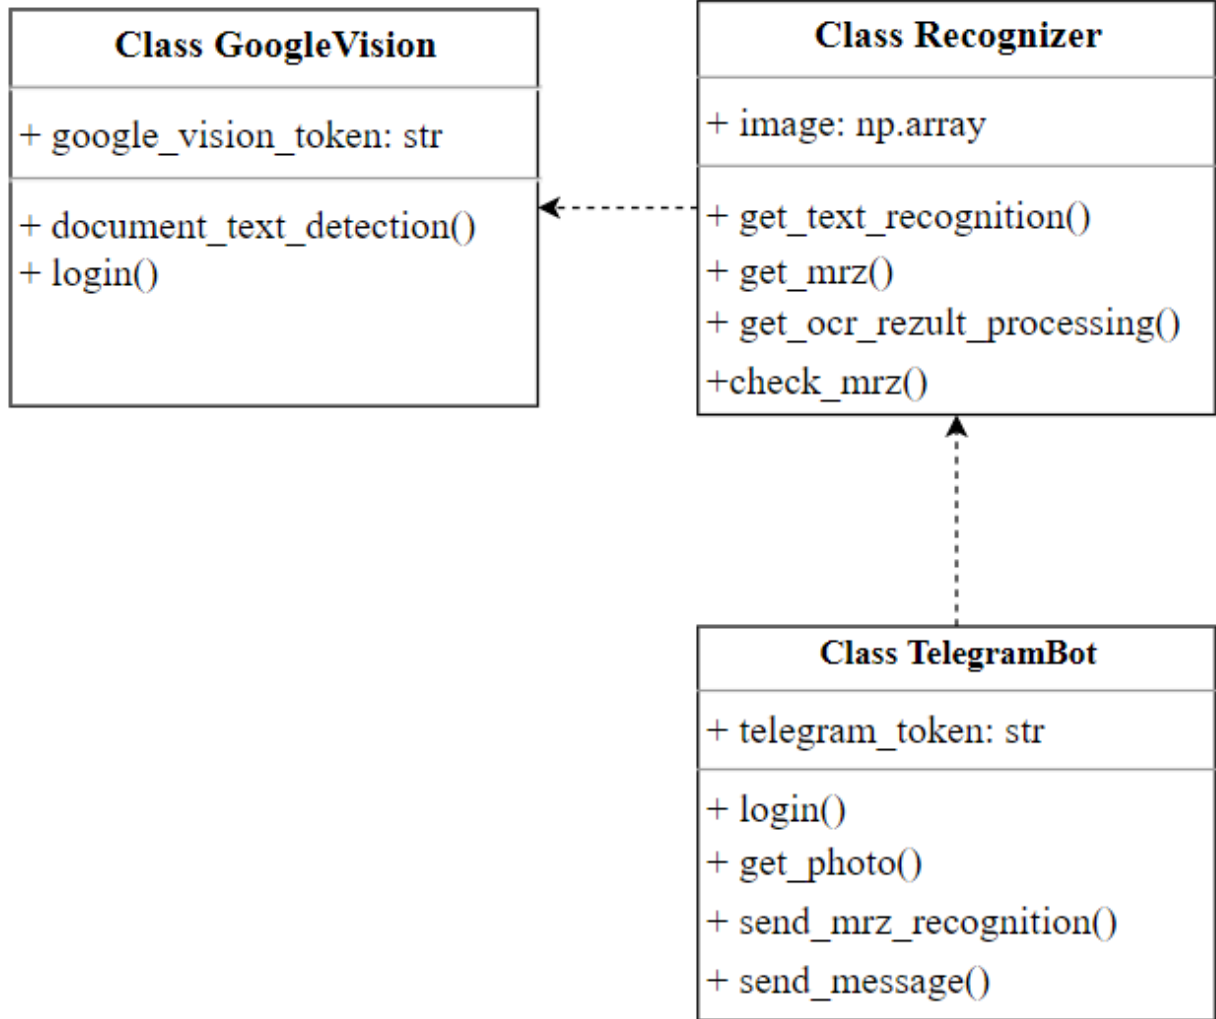 Class GoogleVision
+ google_vision_token: str
+ document_text_detection()
+ login()
Class Recognizer
+ image: np.array
+ get_text_recognition()
+ get_mrz()
+ get_ocr_rezult_processing()
+check_mrz()
Class TelegramBot
+ telegram_token: str
+ login()
+ get_photo()
+ send_mrz_recognition()
+ send_message()